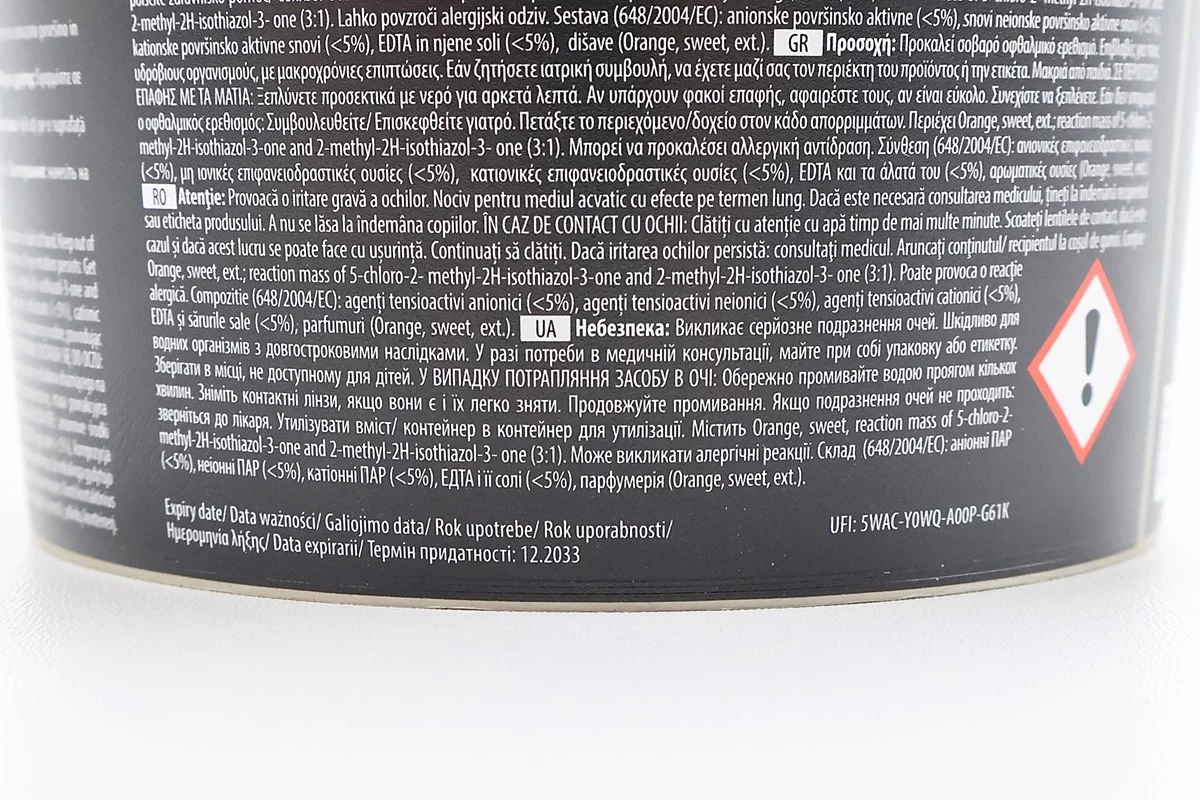 2-methyl-2H-isothiazol-3- one (3:1). Lahko povzroči alergijski odziv. Sestava (648/2004/EC): anionske površinsko aktivne (<5%), snovi neionske površinsko aktivne snovi
kationske površinsko aktivne snovi (<5%), EDTA in njene soli (<5%), dišave (Orange, sweet, ext.). GR Προσοχή: Προκαλεί σοβαρό οφθαλμικό ερεθισμό.
υδρόβιους οργανισμούς, με μακροχρόνιες επιπτώσεις. Εάν ζητήσετε ιατρική συμβουλή, να έχετε μαζί σας τον περιέκτη του προϊόντος ή την ετικέτα. Μακριά από παιδιά.
ΕΠΑΦΗΣ ΜΕ ΤΑ ΜΑΤΙΑ: Ξεπλύνετε προσεκτικά με νερό για αρκετά λεπτά. Αν υπάρχουν φακοί επαφής, αφαιρέστε τους, αν είναι εύκολο. Συνεχίστε να ξεπλένετε. Εάν δεν
ο οφθαλμικός ερεθισμός: Συμβουλευθείτε/ Επισκεφθείτε γιατρό. Πετάξτε το περιεχόμενο/δοχείο στον κάδο απορριμμάτων. Περιέχει Orange, sweet, ext.; reaction mass of 5-chloro-2-
methyl-2H-isothiazol-3-one and 2-methyl-2H-isothiazol-3-one (3:1). Μπορεί να προκαλέσει αλλεργική αντίδραση. Σύνθεση (648/2004/EC): ανιονικές επιφανειοδραστικές
(<5%), μη ιονικές επιφανειοδραστικές ουσίες (<5%), κατιονικές επιφανειοδραστικές ουσίες (<5%), EDTA και τα άλατά του (<5%), αρωματικές ουσίες (Orange, sweet,
RO Atenţie: Provoacă o iritare gravă a ochilor. Nociv pentru mediul acvatic cu efecte pe termen lung. Dacă este necesară consultarea medicului, țineți la îndemână
sau eticheta produsului. A nu se lăsa la îndemâna copiilor. ÎN CAZ DE CONTACT CU OCHII: Clătiți cu atenție cu apă timp de mai multe minute. Scoateți lentilele de contact, dacă este
cazul și dacă acest lucru se poate face cu ușurință. Continuați să clătiți. Dacă iritarea ochilor persistă: consultați medicul. Aruncați conținutul/ recipientul la coșul de gunoi. Conține
Orange, sweet, ext.; reaction mass of 5-chloro-2- methyl-2H-isothiazol-3-one and 2-methyl-2H-isothiazol-3- one (3:1). Poate provoca o reacție
alergică. Compozitie (648/2004/EC): agenți tensioactivi anionici (<5%), agenți tensioactivi neionici (<5%), agenți tensioactivi cationici (<5%),
EDTA și sărurile sale (<5%), parfumuri (Orange, sweet, ext.). UA Небезпека: Викликає серйозне подразнення очей. Шкідливо для
водних організмів з довгостроковими наслідками. У разі потреби в медичній консультації, майте при собі упаковку або етикетку.
Зберігати в місці, не доступному для дітей. У ВИПАДКУ ПОТРАПЛЯННЯ ЗАСОБУ В ОЧІ: Обережно промивайте водою проягом кількох
хвилин. Зніміть контактні лінзи, якщо вони є і їх легко зняти. Продовжуйте промивання. Якщо подразнення очей не проходить:
зверніться до лікаря. Утилізувати вміст/ контейнер в контейнер для утилізації. Містить Orange, sweet, reaction mass of 5-chloro-2-
methyl-2H-isothiazol-3-one and 2-methyl-2H-isothiazol-3- one (3:1). Може викликати алергічні реакції. Склад (648/2004/EC): аніонні ПАР
(<5%), неіонні ПАР (<5%), катіонні ПАР (<5%), ЕДТА і її солі (<5%), парфумерія (Orange, sweet, ext.).
Expiry date/ Data ważności/ Galiojimo data/ Rok upotrebe/ Rok uporabnosti/
Ημερομηνία λήξης/ Data expirarii/ Термін придатності: 12.2033
UFI: 5WAC-Y0WQ-A00P-G61K